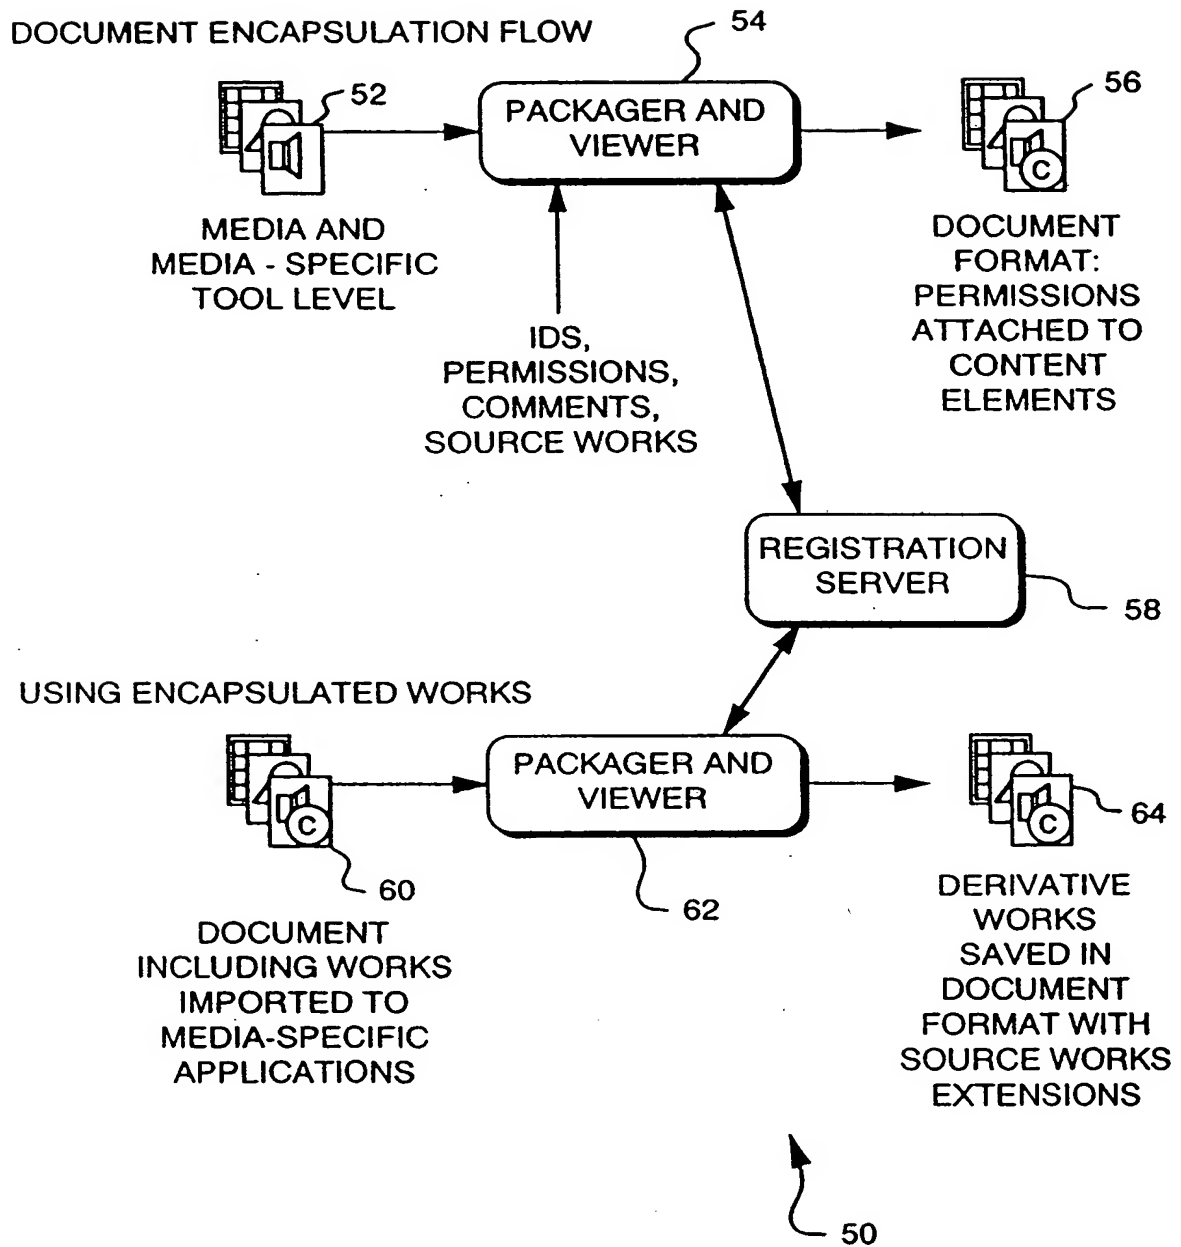 DOCUMENT ENCAPSULATION FLOW
54
52
PACKAGER AND
VIEWER
56
C
MEDIA AND
MEDIA - SPECIFIC
TOOL LEVEL
IDS,
PERMISSIONS,
COMMENTS,
SOURCE WORKS
DOCUMENT
FORMAT:
PERMISSIONS
ATTACHED TO
CONTENT
ELEMENTS
REGISTRATION
SERVER
58
USING ENCAPSULATED WORKS
C
60
PACKAGER AND
VIEWER
62
C
64
DOCUMENT
INCLUDING WORKS
IMPORTED TO
MEDIA-SPECIFIC
APPLICATIONS
DERIVATIVE
WORKS
SAVED IN
DOCUMENT
FORMAT WITH
SOURCE WORKS
EXTENSIONS
50